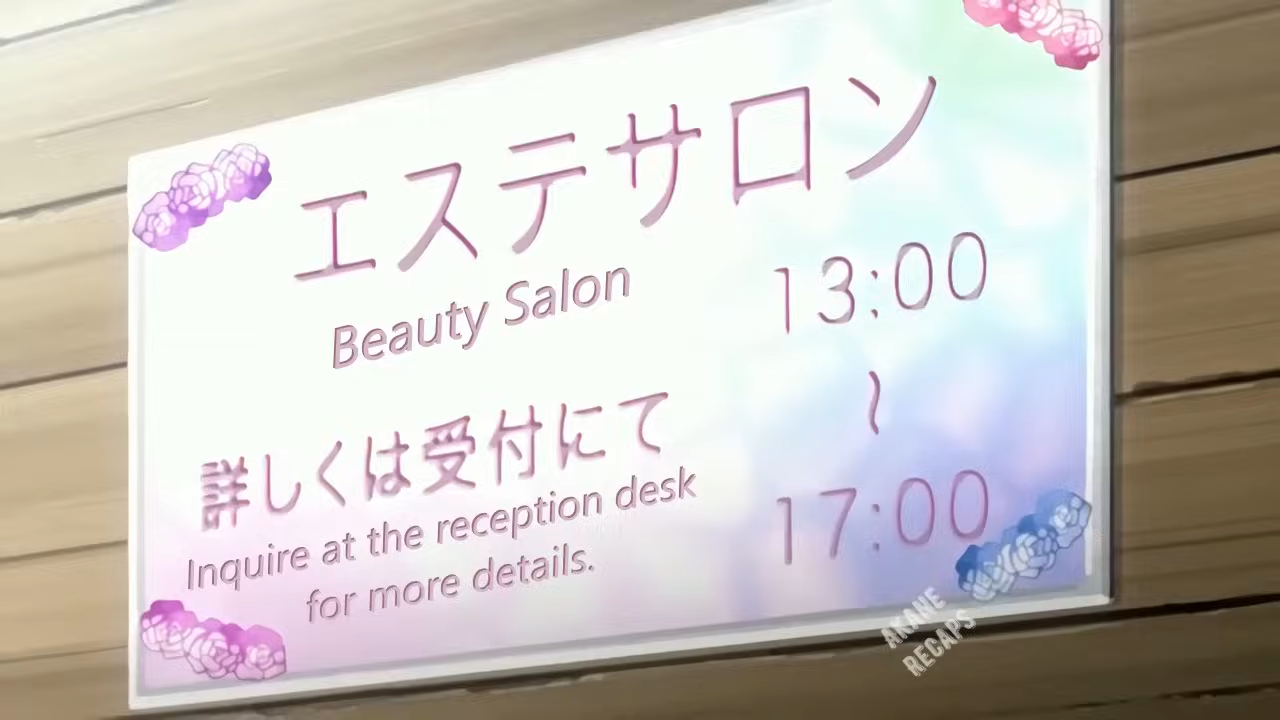 エステサロン
Beauty Salon
詳しくは受付にて
Inquire at the reception desk
for more details.
13:00
～
17:00
AKANE
RECAPS